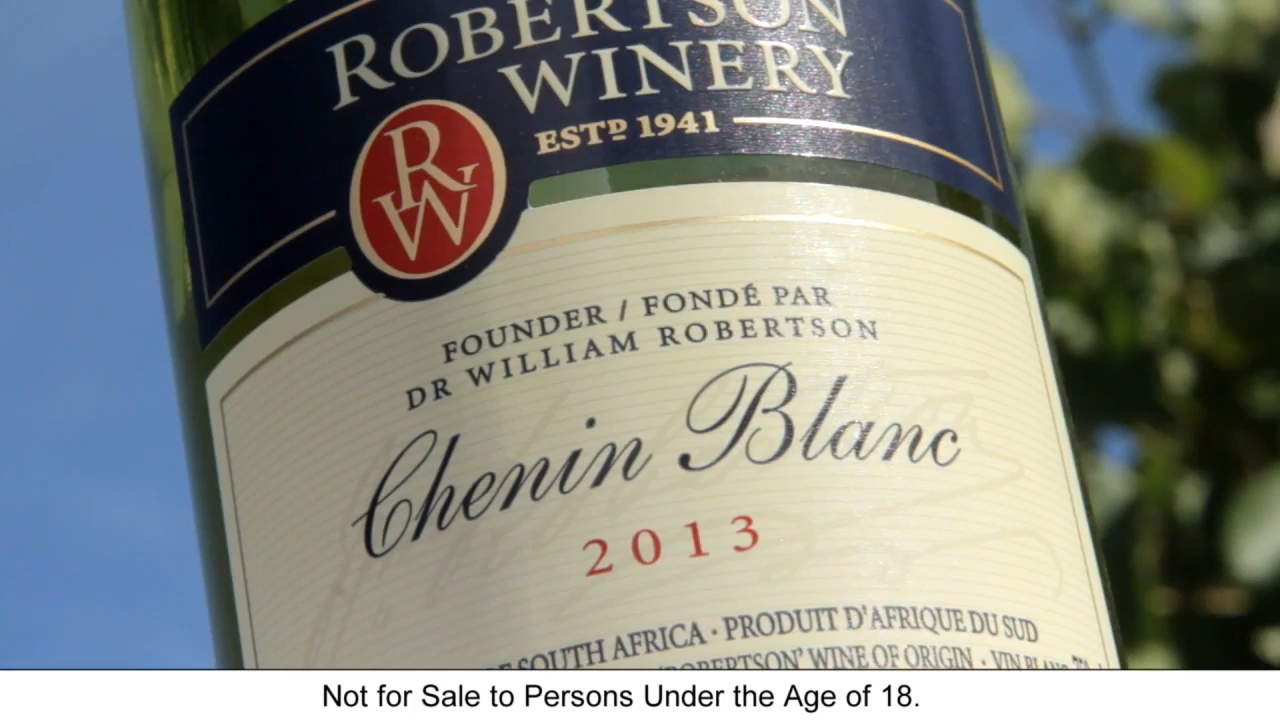 ROBERTSON
WINERY
ESTD 1941
RW
FOUNDER / FONDÉ PAR
DR WILLIAM ROBERTSON
Chenin Blanc
2013
SOUTH AFRICA · PRODUIT D'AFRIQUE DU SUD
'ROBERTSON' WINE OF ORIGIN · VIN BLANC
Not for Sale to Persons Under the Age of 18.